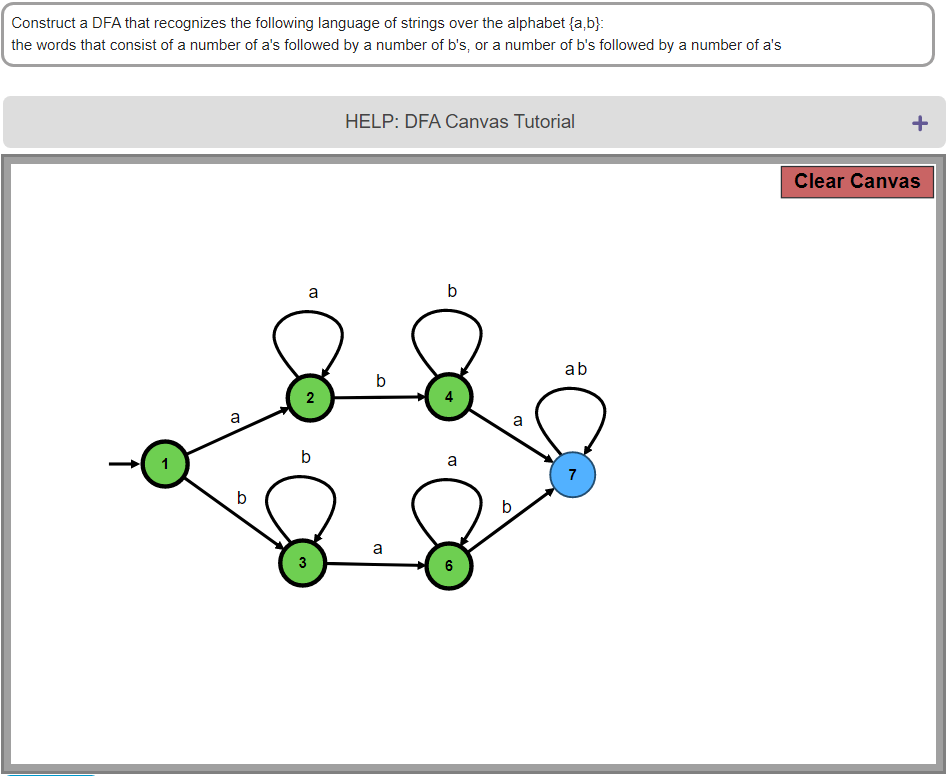 Construct a DFA that recognizes the following language of strings over the alphabet {a,b}:
the words that consist of a number of a's followed by a number of b's, or a number of b's followed by a number of a's
HELP: DFA Canvas Tutorial
+
Clear Canvas
a
b
a b
2
b
4
a
a
1
b
a
7
b
b
3
a
6